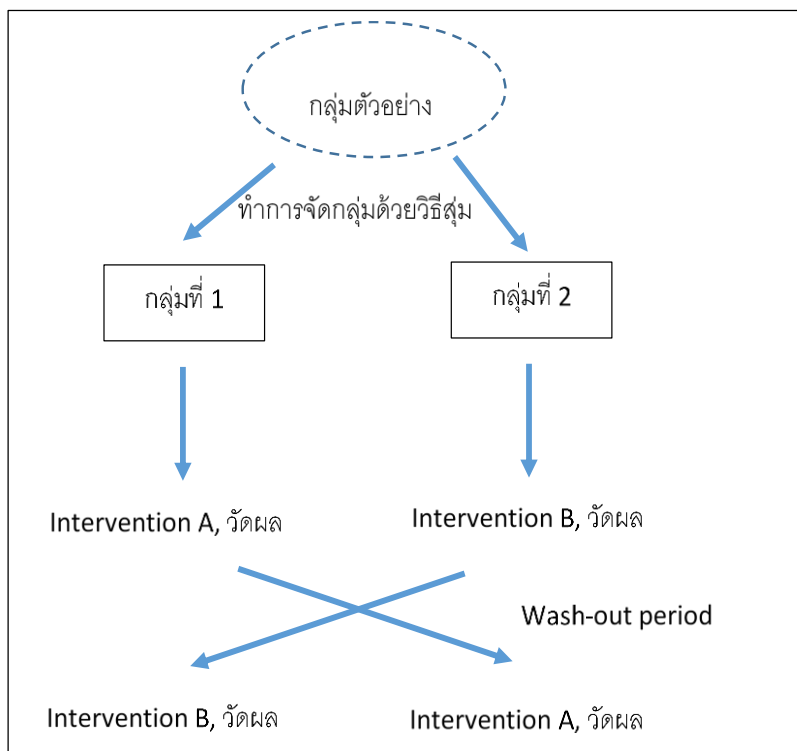 กลุ่มตัวอย่าง
ทำการจัดกลุ่มด้วยวิธีสุ่ม
กลุ่มที่ 1
กลุ่มที่ 2
Intervention A, วัดผล
Intervention B, วัดผล
Wash-out period
Intervention B, วัดผล
Intervention A, วัดผล